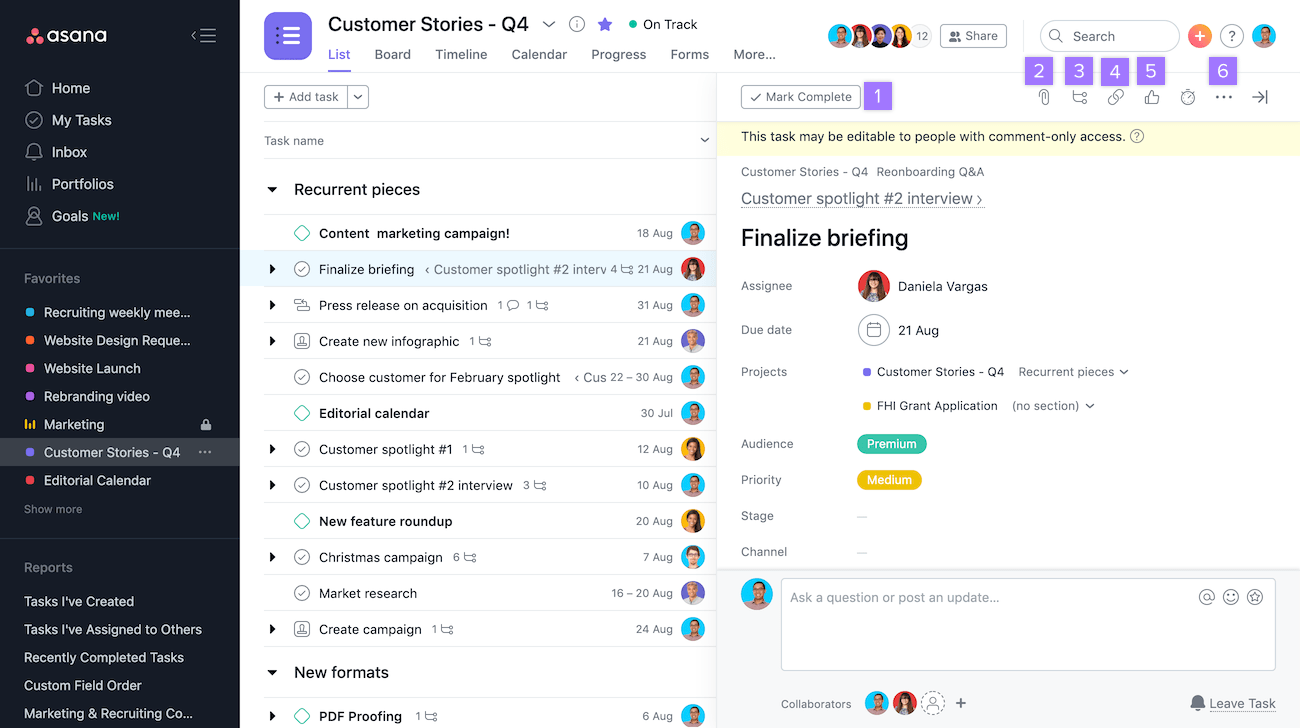 asana
Home
My Tasks
Inbox
Portfolios
Goals New!
Favorites
Recruiting weekly mee...
Website Design Reque...
Website Launch
Rebranding video
Marketing
Customer Stories - Q4
Editorial Calendar
Show more
Reports
Tasks I've Created
Tasks I've Assigned to Others
Recently Completed Tasks
Custom Field Order
Marketing & Recruiting Co...
Customer Stories - Q4 On Track
List Board Timeline Calendar Progress Forms More...
12 Share Search ?
+ Add task
Task name
Recurrent pieces
Content marketing campaign! 18 Aug
Finalize briefing ‹ Customer spotlight #2 interv 4 21 Aug
Press release on acquisition 1 1 31 Aug
Create new infographic 1 21 Aug
Choose customer for February spotlight ‹ Cus 22 – 30 Aug
Editorial calendar 30 Jul
Customer spotlight #1 1 12 Aug
Customer spotlight #2 interview 3 10 Aug
New feature roundup 20 Aug
Christmas campaign 6 7 Aug
Market research 16 – 20 Aug
Create campaign 1 24 Aug
New formats
PDF Proofing 1 6 Aug
2 3 4 5 6
Mark Complete 1
This task may be editable to people with comment-only access. ?
Customer Stories - Q4 Reonboarding Q&A
Customer spotlight #2 interview ›
Finalize briefing
Assignee Daniela Vargas
Due date 21 Aug
Projects Customer Stories - Q4 Recurrent pieces
FHI Grant Application (no section)
Audience Premium
Priority Medium
Stage —
Channel —
Ask a question or post an update...
Collaborators + Leave Task